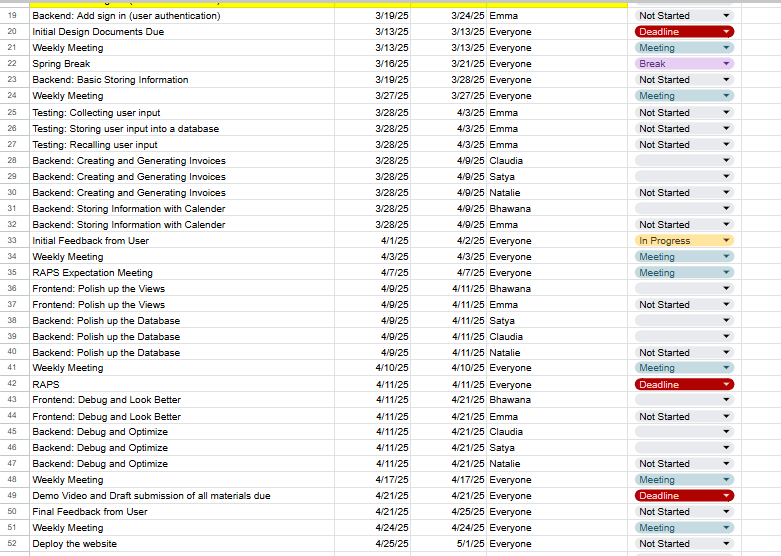 19 Backend: Add sign in (user authentication) 3/19/25 3/24/25 Emma Not Started
20 Initial Design Documents Due 3/13/25 3/13/25 Everyone Deadline
21 Weekly Meeting 3/13/25 3/13/25 Everyone Meeting
22 Spring Break 3/16/25 3/21/25 Everyone Break
23 Backend: Basic Storing Information 3/19/25 3/28/25 Everyone Not Started
24 Weekly Meeting 3/27/25 3/27/25 Everyone Meeting
25 Testing: Collecting user input 3/28/25 4/3/25 Emma Not Started
26 Testing: Storing user input into a database 3/28/25 4/3/25 Emma Not Started
27 Testing: Recalling user input 3/28/25 4/3/25 Emma Not Started
28 Backend: Creating and Generating Invoices 3/28/25 4/9/25 Claudia
29 Backend: Creating and Generating Invoices 3/28/25 4/9/25 Satya
30 Backend: Creating and Generating Invoices 3/28/25 4/9/25 Natalie Not Started
31 Backend: Storing Information with Calender 3/28/25 4/9/25 Bhawana
32 Backend: Storing Information with Calender 3/28/25 4/9/25 Emma Not Started
33 Initial Feedback from User 4/1/25 4/2/25 Everyone In Progress
34 Weekly Meeting 4/3/25 4/3/25 Everyone Meeting
35 RAPS Expectation Meeting 4/7/25 4/7/25 Everyone Meeting
36 Frontend: Polish up the Views 4/9/25 4/11/25 Bhawana
37 Frontend: Polish up the Views 4/9/25 4/11/25 Emma Not Started
38 Backend: Polish up the Database 4/9/25 4/11/25 Satya
39 Backend: Polish up the Database 4/9/25 4/11/25 Claudia
40 Backend: Polish up the Database 4/9/25 4/11/25 Natalie Not Started
41 Weekly Meeting 4/10/25 4/10/25 Everyone Meeting
42 RAPS 4/11/25 4/11/25 Everyone Deadline
43 Frontend: Debug and Look Better 4/11/25 4/21/25 Bhawana
44 Frontend: Debug and Look Better 4/11/25 4/21/25 Emma Not Started
45 Backend: Debug and Optimize 4/11/25 4/21/25 Claudia
46 Backend: Debug and Optimize 4/11/25 4/21/25 Satya
47 Backend: Debug and Optimize 4/11/25 4/21/25 Natalie Not Started
48 Weekly Meeting 4/17/25 4/17/25 Everyone Meeting
49 Demo Video and Draft submission of all materials due 4/21/25 4/21/25 Everyone Deadline
50 Final Feedback from User 4/21/25 4/25/25 Everyone Not Started
51 Weekly Meeting 4/24/25 4/24/25 Everyone Meeting
52 Deploy the website 4/25/25 5/1/25 Everyone Not Started